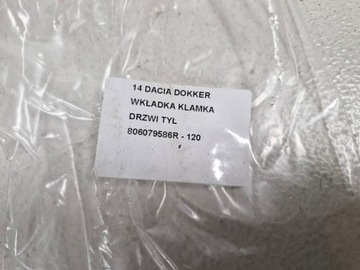 14 DACIA DOKKER
WKŁADKA KLAMKA
DRZWI TYL
806079586R - 120